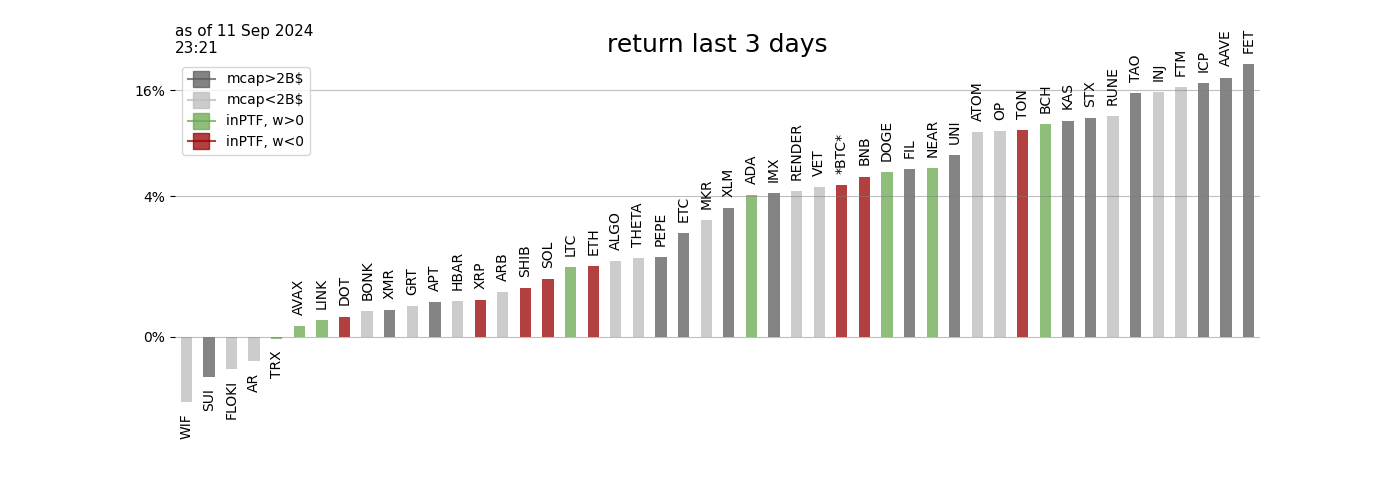 as of 11 Sep 2024
23:21
return last 3 days
mcap>2B$
mcap<2B$
inPTF, w>0
inPTF, w<0
16%
4%
0%
WIF
SUI
FLOKI
AR
TRX
AVAX
LINK
DOT
BONK
XMR
GRT
APT
HBAR
XRP
ARB
SHIB
SOL
LTC
ETH
ALGO
THETA
PEPE
ETC
MKR
XLM
ADA
IMX
RENDER
VET
*BTC*
BNB
DOGE
FIL
NEAR
UNI
ATOM
OP
TON
BCH
KAS
STX
RUNE
TAO
INJ
FTM
ICP
AAVE
FET